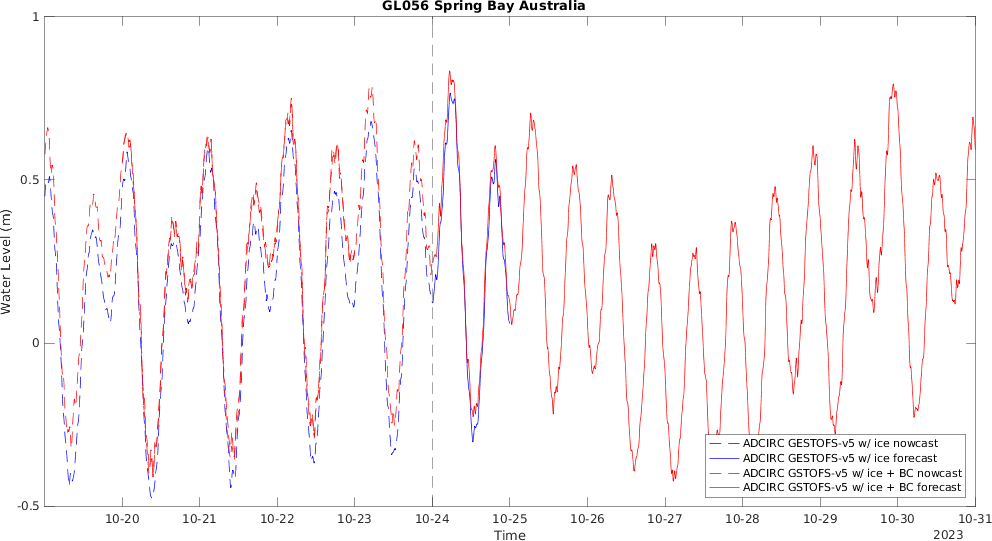 GL056 Spring Bay Australia
1
0.5
0
-0.5
Water Level (m)
10-20 10-21 10-22 10-23 10-24 10-25 10-26 10-27 10-28 10-29 10-30 10-31
Time
2023
ADCIRC GESTOFS-v5 w/ ice nowcast
ADCIRC GESTOFS-v5 w/ ice forecast
ADCIRC GSTOFS-v5 w/ ice + BC nowcast
ADCIRC GSTOFS-v5 w/ ice + BC forecast